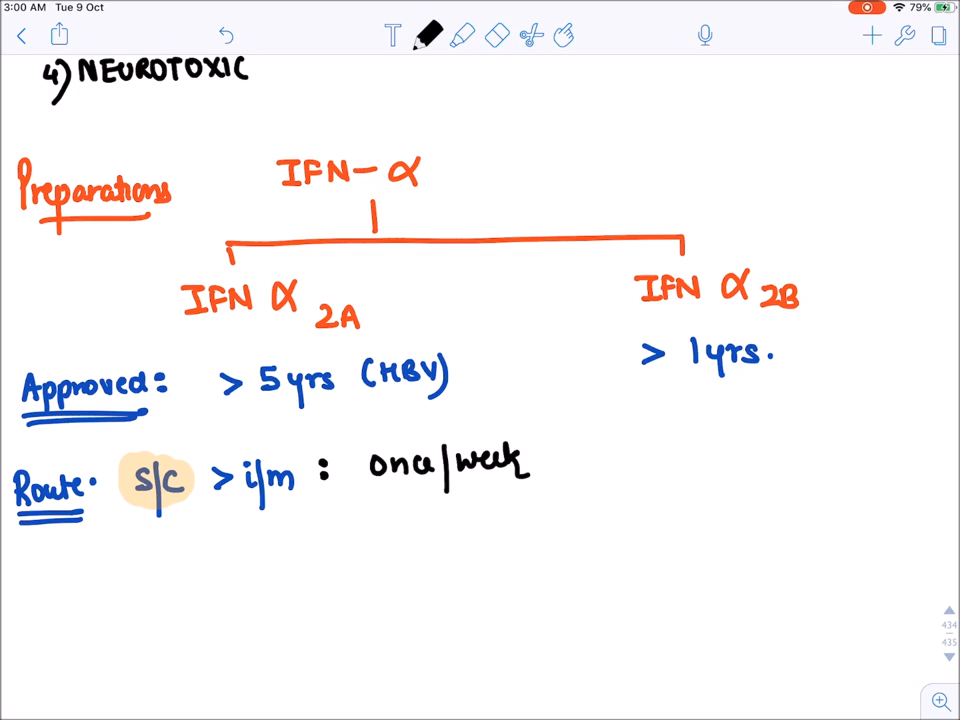 3:00 AM Tue 9 Oct 79%
T
4) NEUROTOXIC
Preparations IFN-α
IFN α 2A IFN α 2B
Approved: > 5 yrs (HBV) > 1 yrs.
Route. S/C > i/m : once/week
434
435